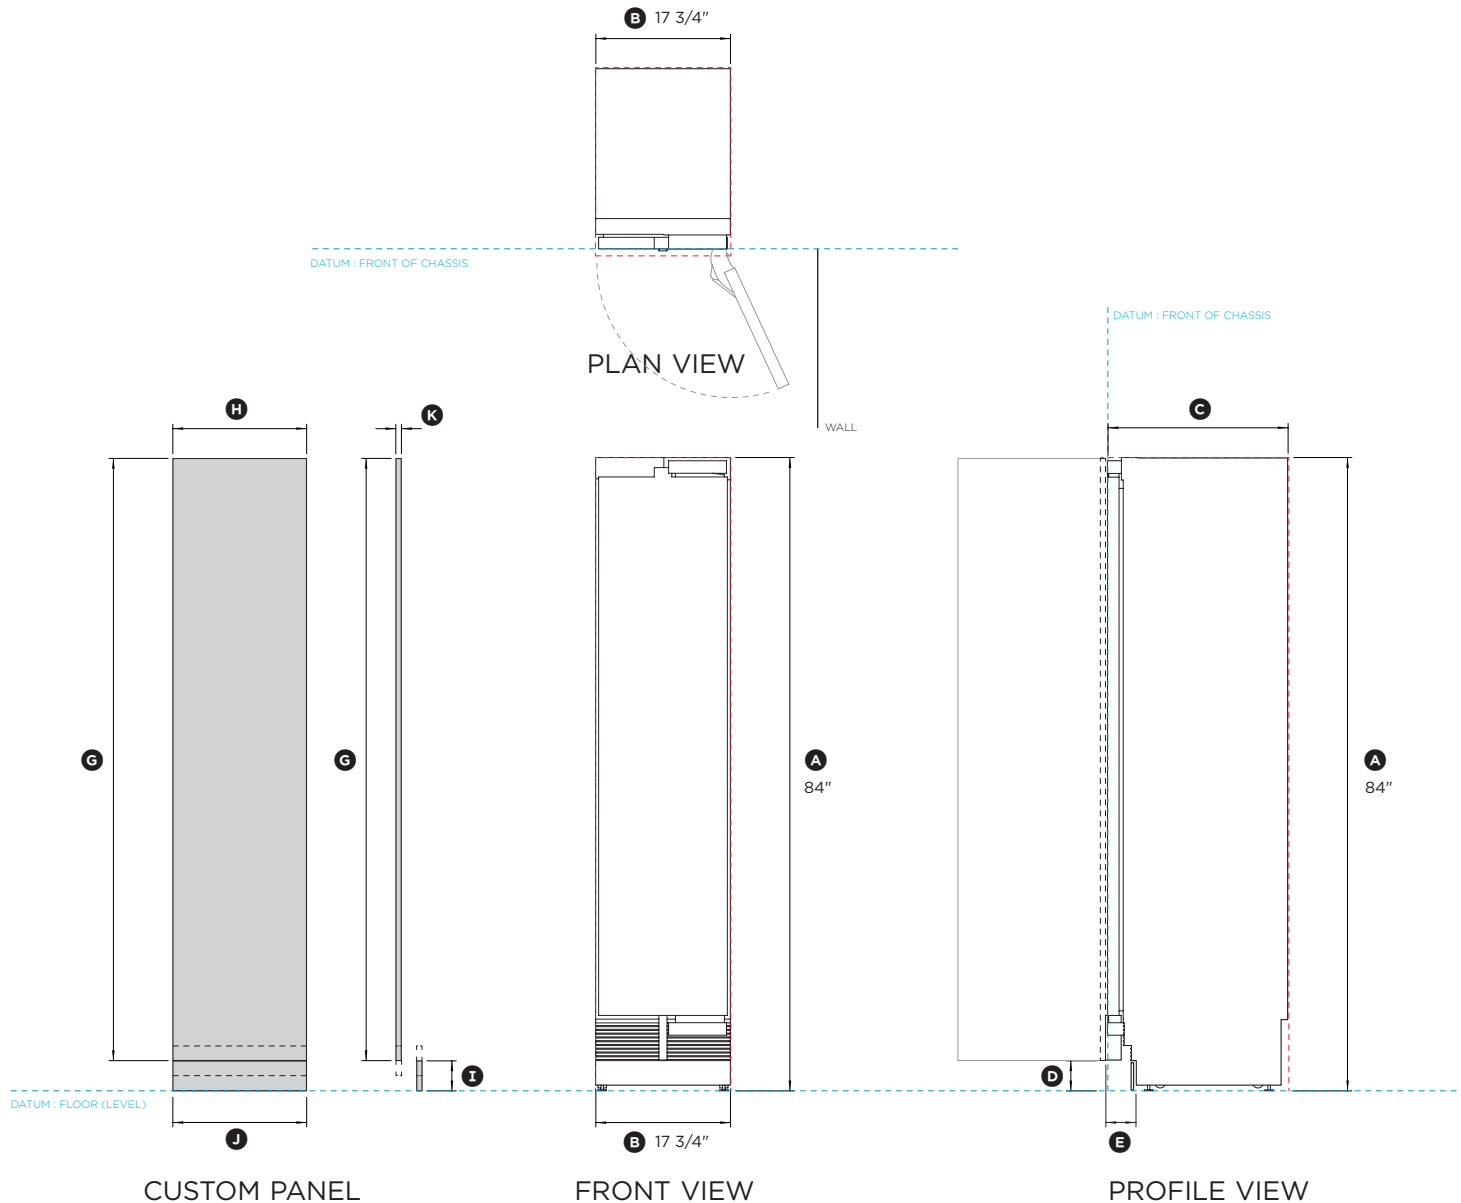 B 17 3/4"
DATUM : FRONT OF CHASSIS
DATUM : FRONT OF CHASSIS
PLAN VIEW
H
K
C
WALL
G
G
A
84"
A
84"
I
D
DATUM : FLOOR (LEVEL)
J
B 17 3/4"
E
CUSTOM PANEL
FRONT VIEW
PROFILE VIEW